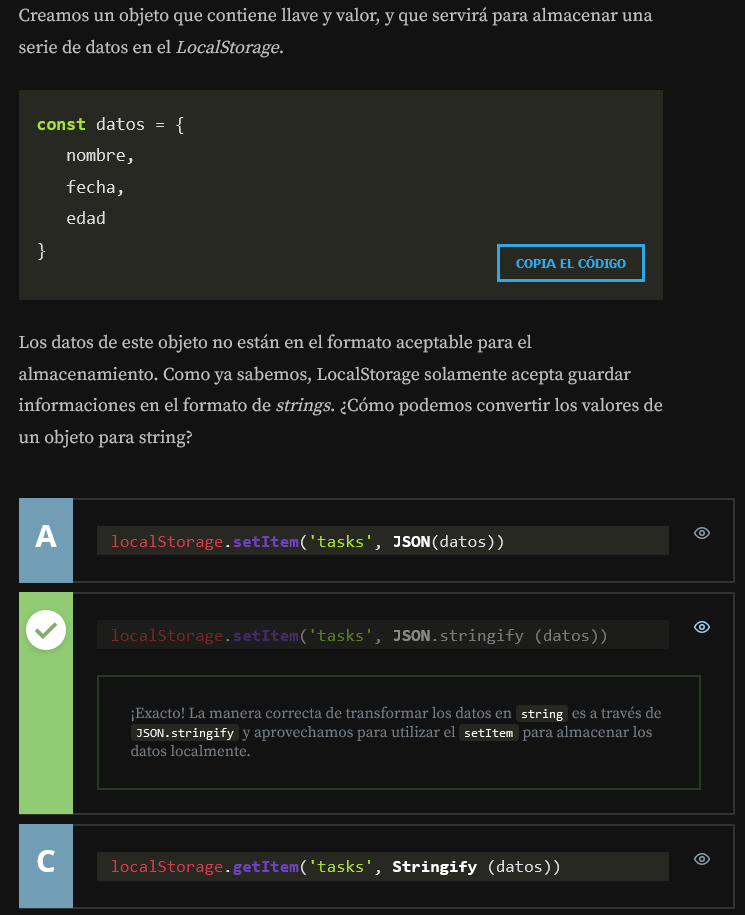 Creamos un objeto que contiene llave y valor, y que servirá para almacenar una
serie de datos en el LocalStorage.
const datos = {
nombre,
fecha,
edad
}
COPIA EL CÓDIGO
Los datos de este objeto no están en el formato aceptable para el
almacenamiento. Como ya sabemos, LocalStorage solamente acepta guardar
informaciones en el formato de strings. ¿Cómo podemos convertir los valores de
un objeto para string?
A
localStorage.setItem('tasks', JSON(datos))
localStorage.setItem('tasks', JSON.stringify (datos))
¡Exacto! La manera correcta de transformar los datos en string es a través de
JSON.stringify y aprovechamos para utilizar el setItem para almacenar los
datos localmente.
C
localStorage.getItem('tasks', Stringify (datos))